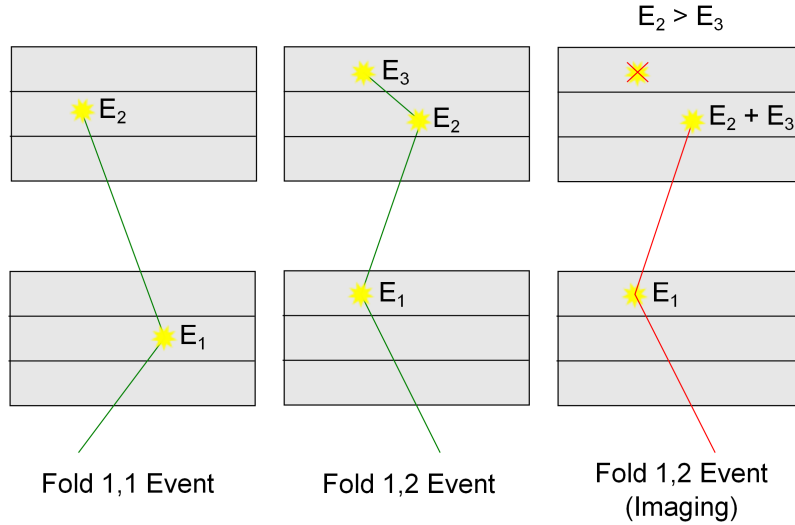 E₂ > E₃
E₂
E₃
E₂
E₂ + E₃
E₁
E₁
E₁
Fold 1,1 Event
Fold 1,2 Event
Fold 1,2 Event
(Imaging)